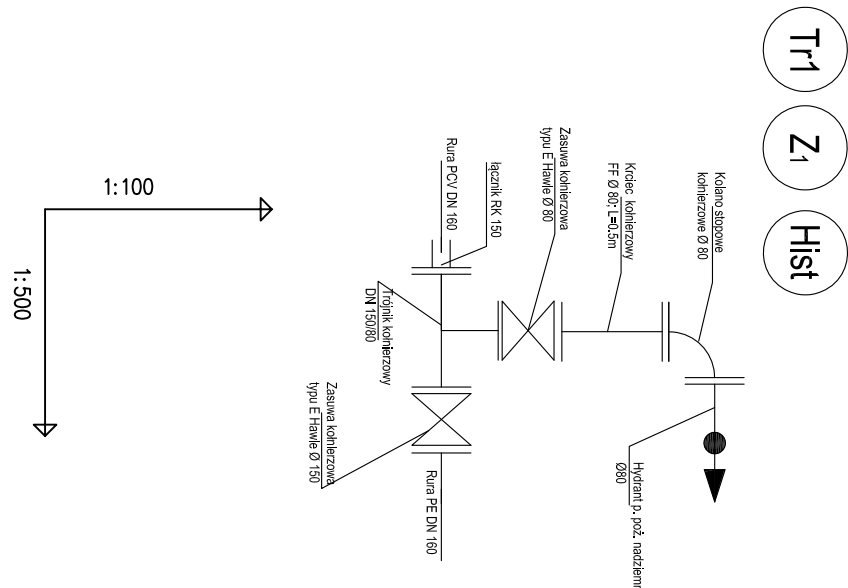 Tr1
Z1
Hist
Kolano stopowe
kołnierzowe Ø 80
Króciec kołnierzowy
FF Ø 80; L=0.5m
Zasuwa kołnierzowa
typu E Hawle Ø 80
łącznik RK 150
Rura PCV DN 160
Trójnik kołnierzowy
DN 150/80
Zasuwa kołnierzowa
typu E Hawle Ø 150
Rura PE DN 160
Hydrant p. poż. nadziemn
Ø80
1:100
1:500